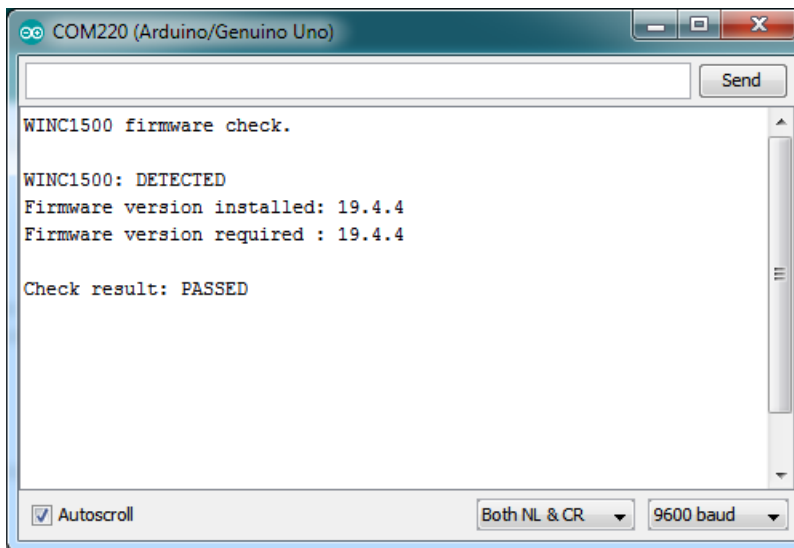 COM220 (Arduino/Genuino Uno)
Send
WINC1500 firmware check.
WINC1500: DETECTED
Firmware version installed: 19.4.4
Firmware version required : 19.4.4
Check result: PASSED
Autoscroll
Both NL & CR
9600 baud